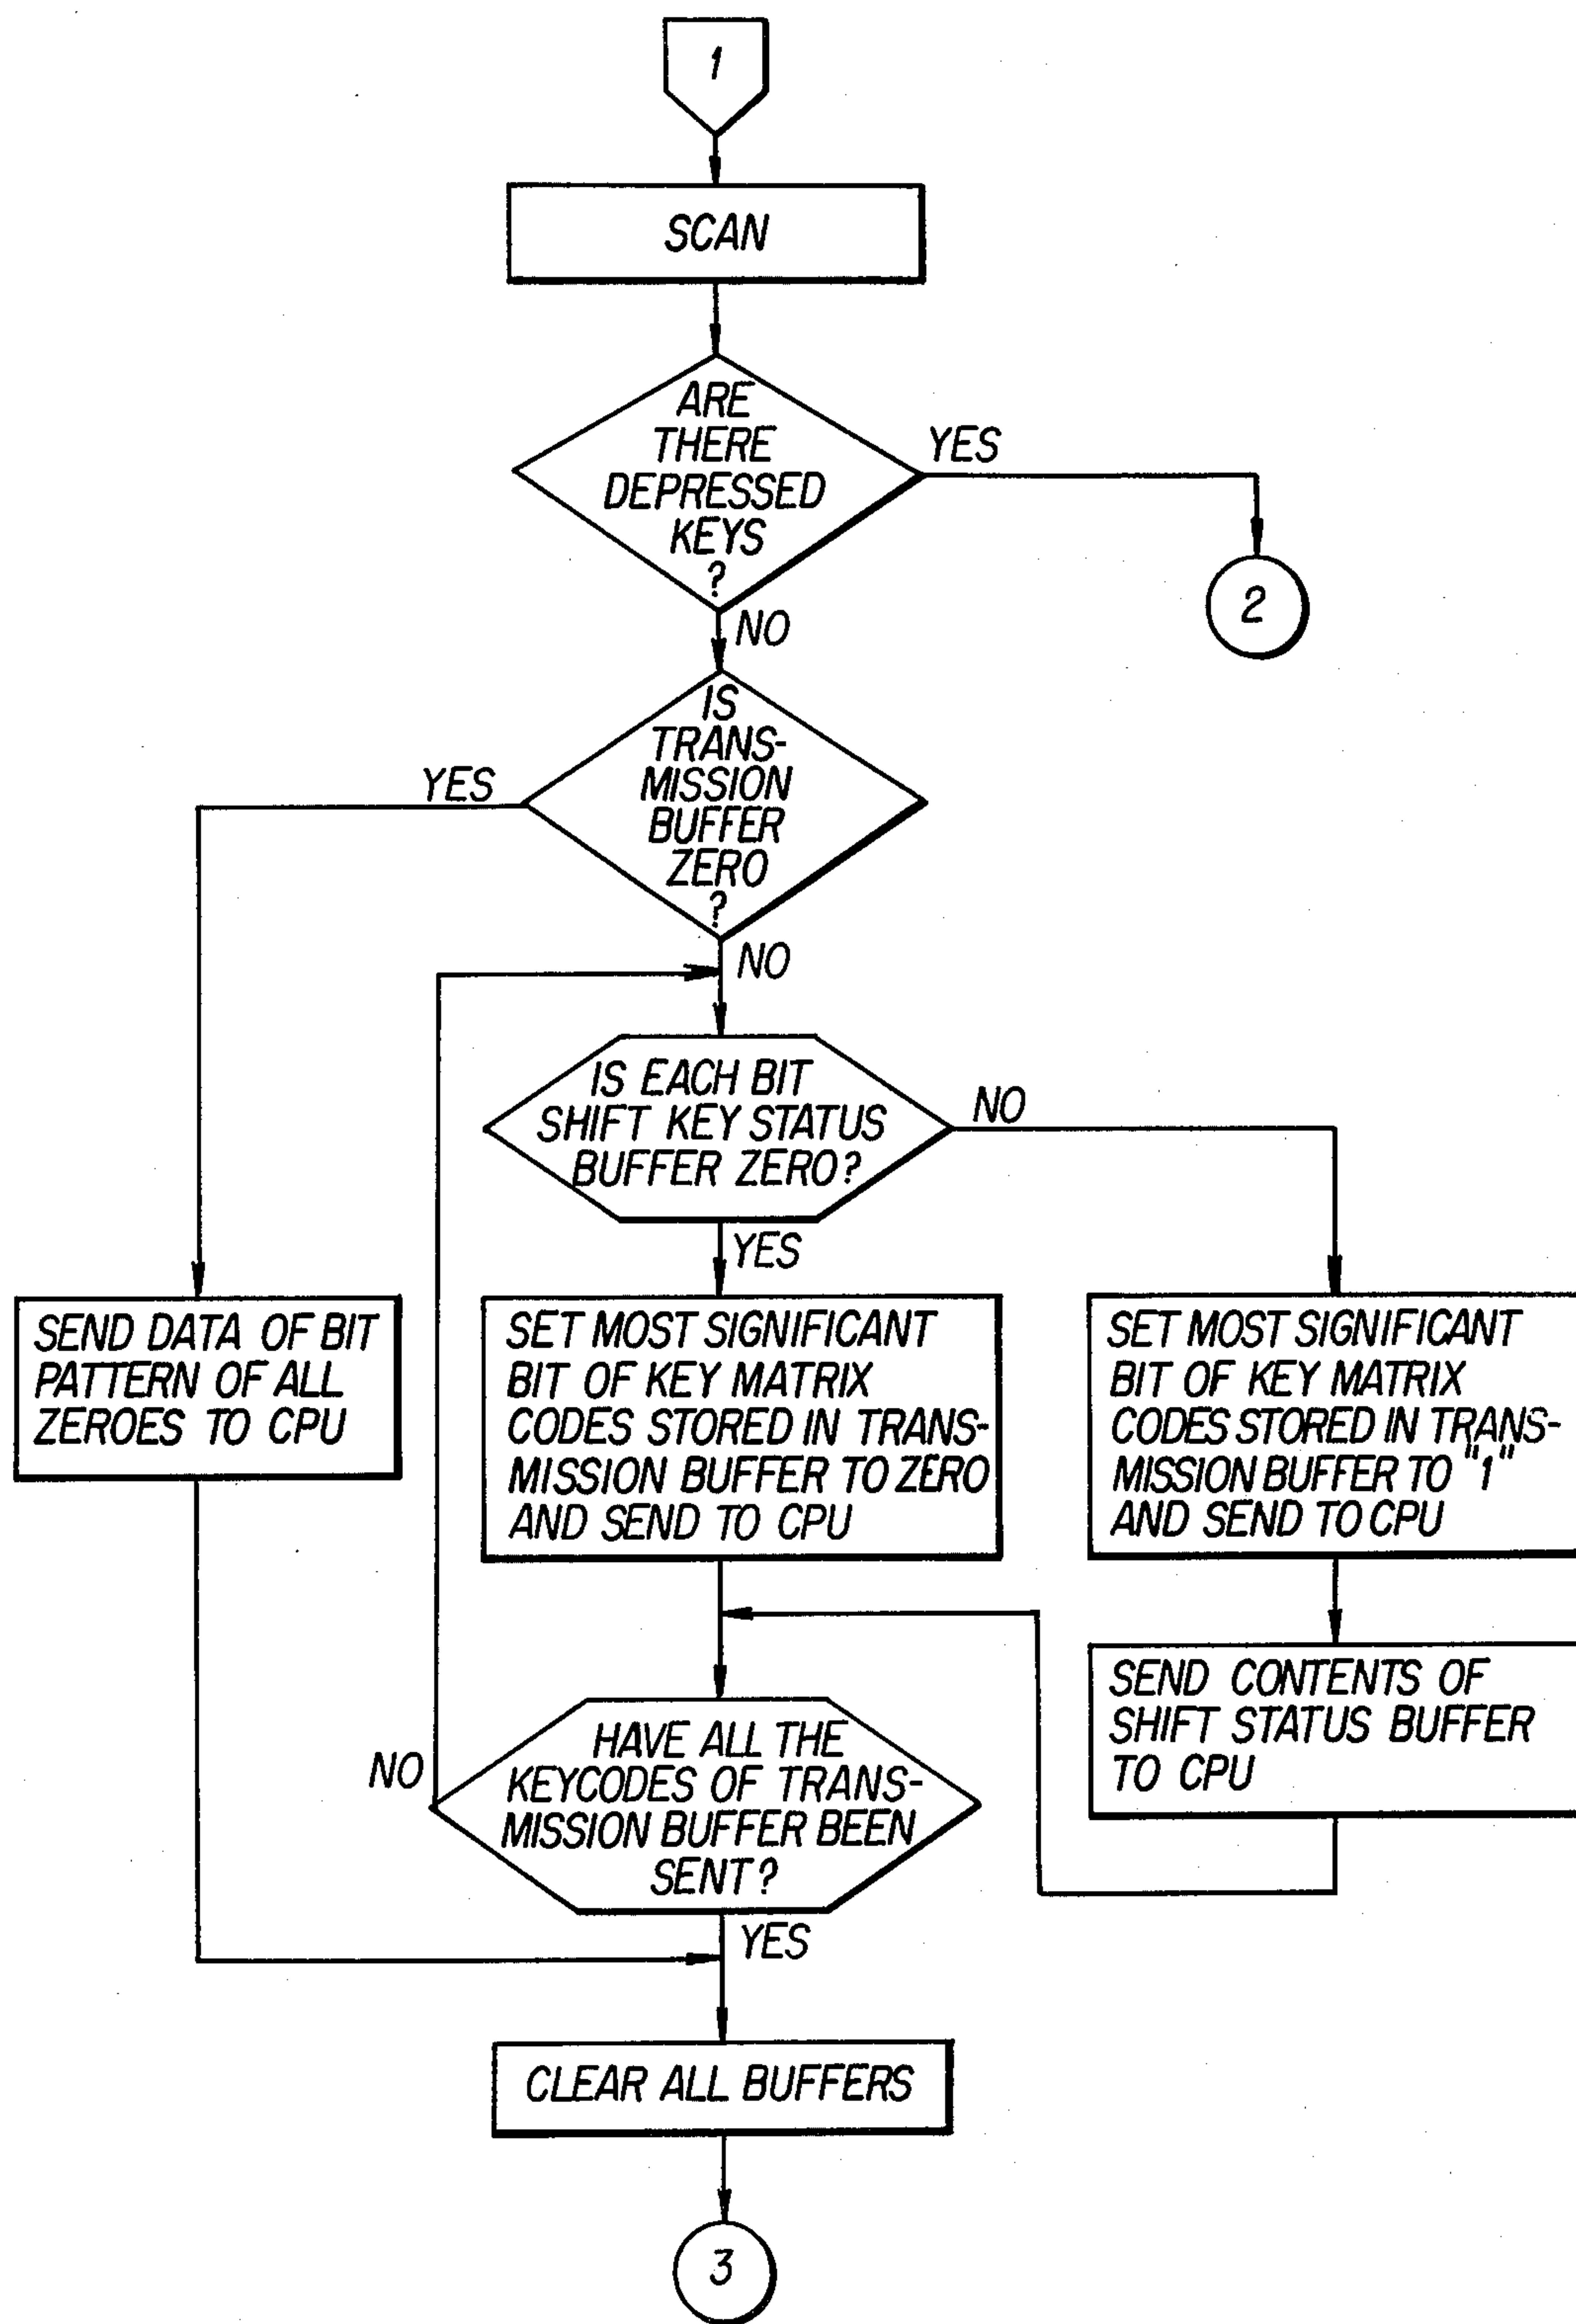 1
SCAN
ARE
THERE
DEPRESSED
KEYS
?
YES
2
NO
IS
TRANS-
MISSION
BUFFER
ZERO
?
YES
NO
IS EACH BIT
SHIFT KEY STATUS
BUFFER ZERO?
NO
YES
SEND DATA OF BIT
PATTERN OF ALL
ZEROES TO CPU
SET MOST SIGNIFICANT
BIT OF KEY MATRIX
CODES STORED IN TRANS-
MISSION BUFFER TO ZERO
AND SEND TO CPU
SET MOST SIGNIFICANT
BIT OF KEY MATRIX
CODES STORED IN TRANS-
MISSION BUFFER TO "1"
AND SEND TO CPU
SEND CONTENTS OF
SHIFT STATUS BUFFER
TO CPU
HAVE ALL THE
KEYCODES OF TRANS-
MISSION BUFFER BEEN
SENT?
NO
YES
CLEAR ALL BUFFERS
3